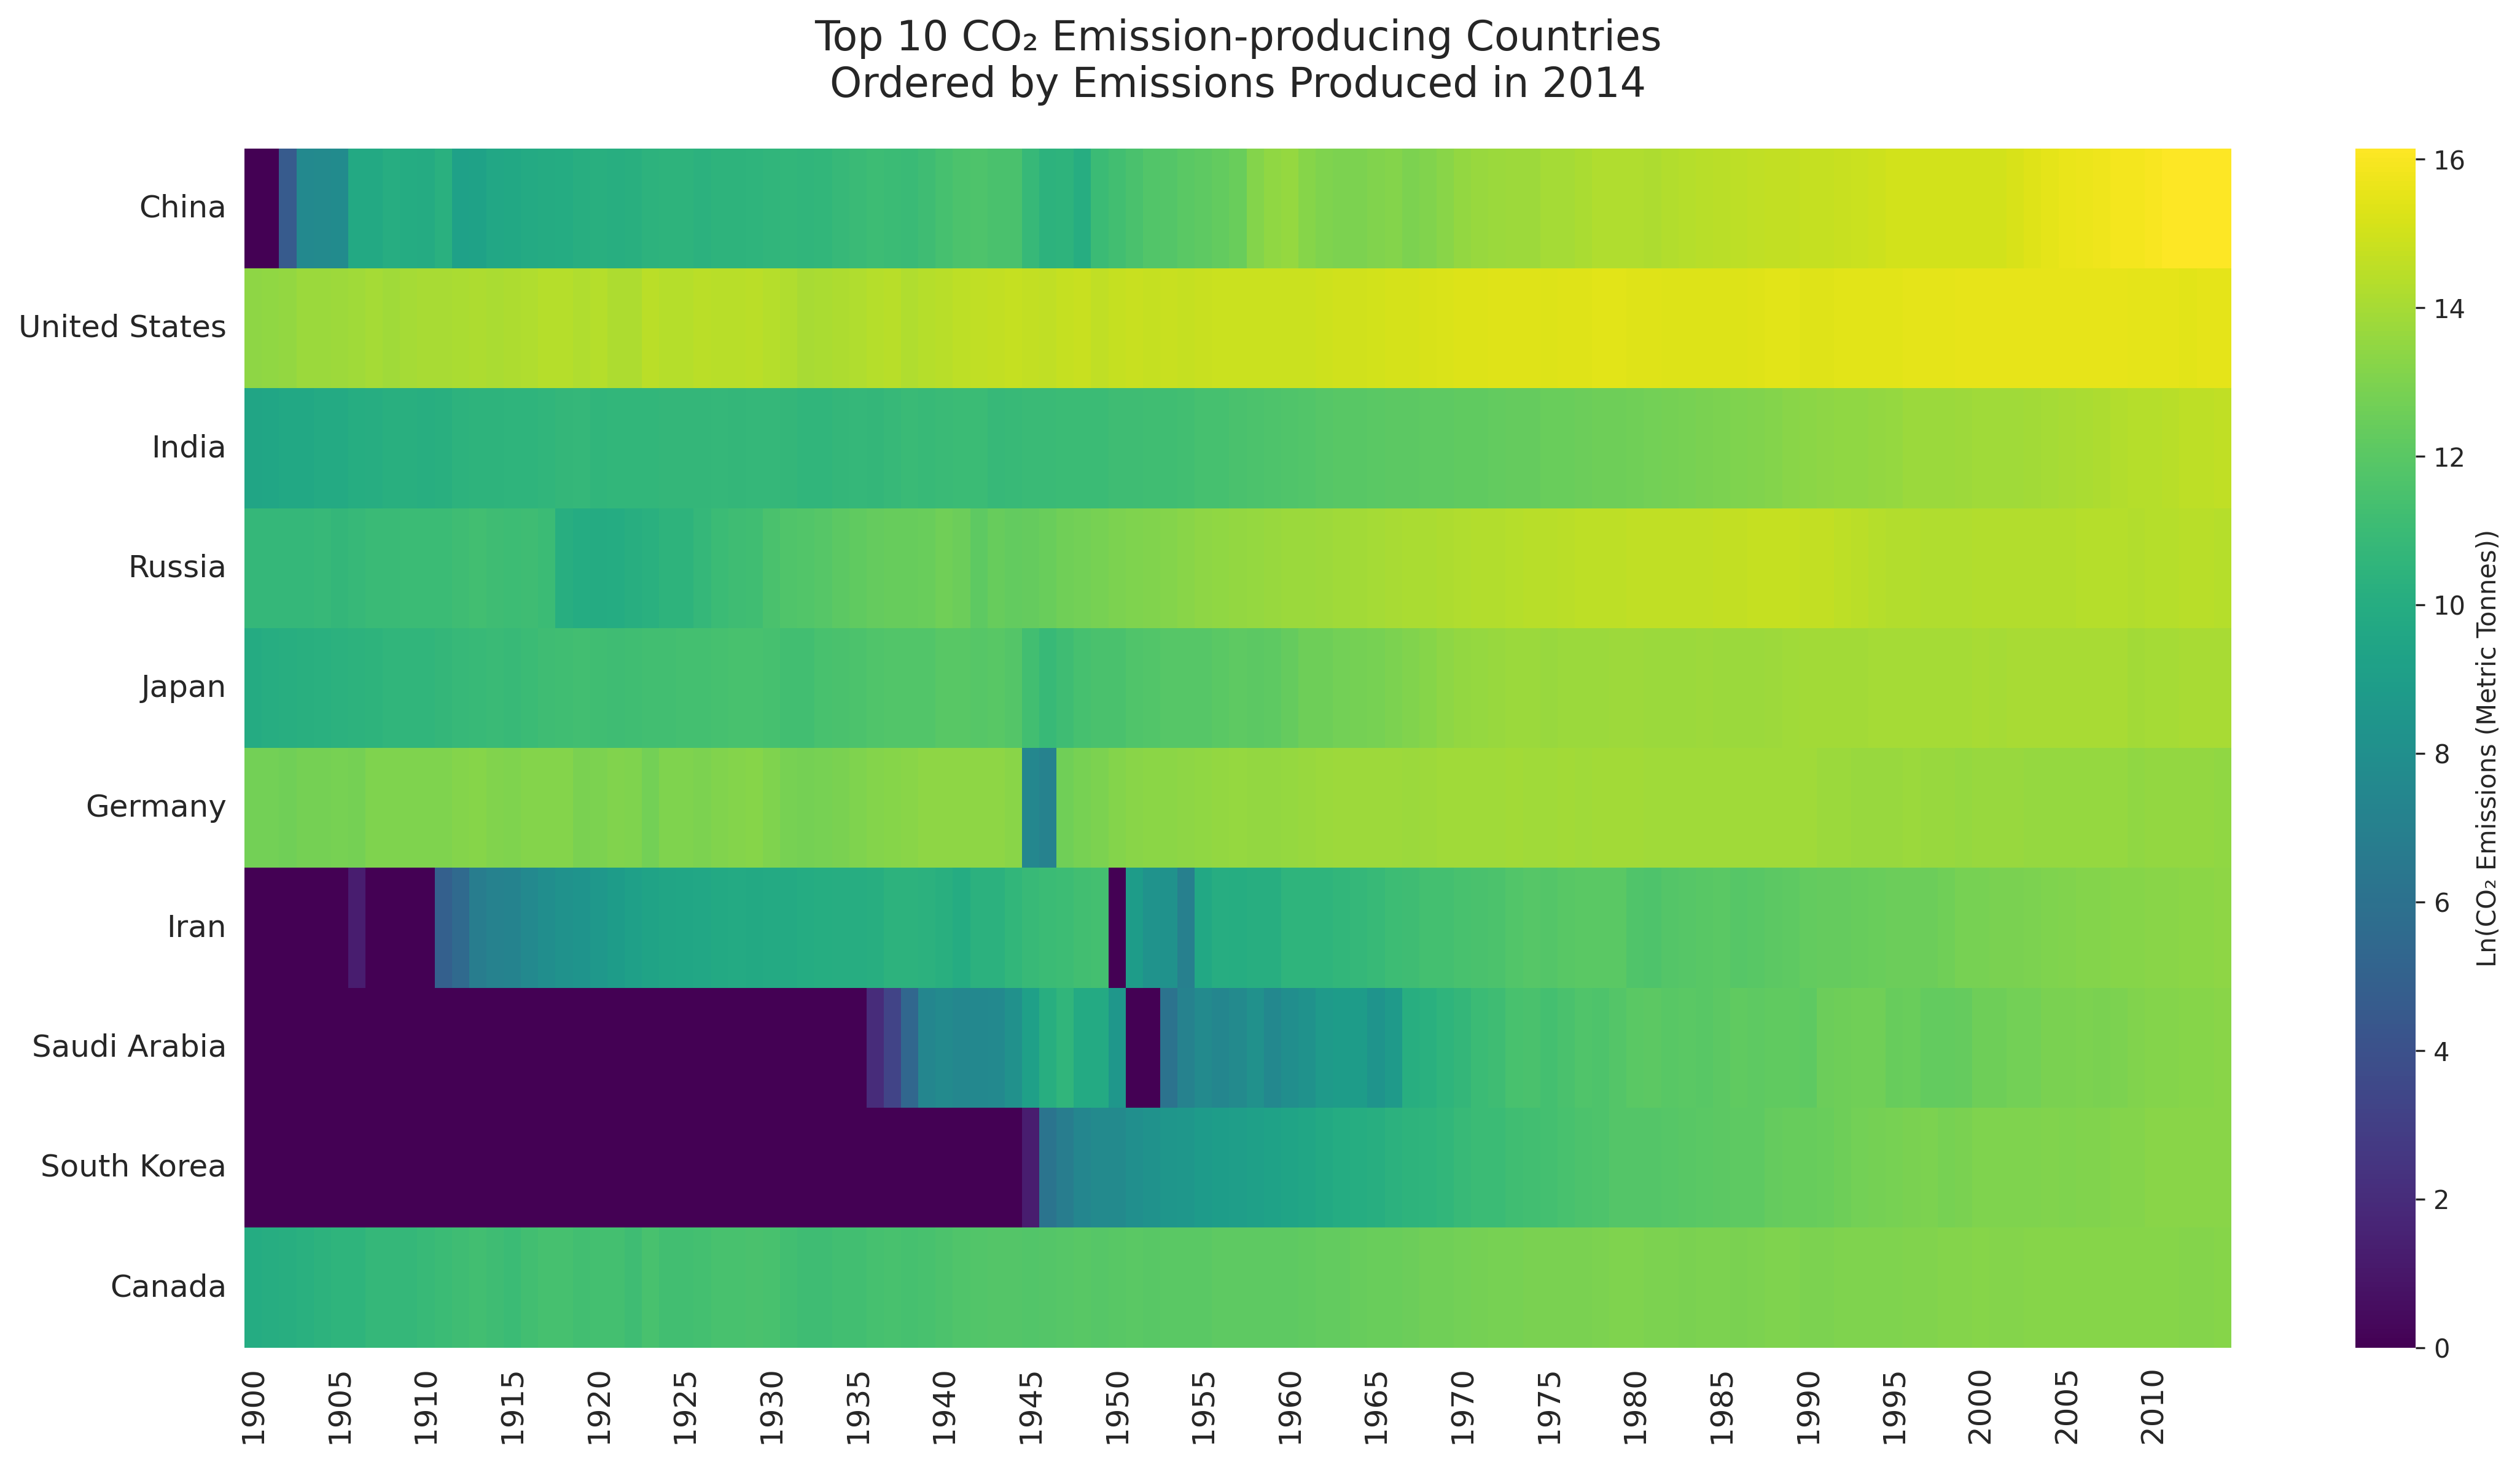 Top 10 CO₂ Emission-producing Countries
Ordered by Emissions Produced in 2014
China
United States
India
Russia
Japan
Germany
Iran
Saudi Arabia
South Korea
Canada
1900
1905
1910
1915
1920
1925
1930
1935
1940
1945
1950
1955
1960
1965
1970
1975
1980
1985
1990
1995
2000
2005
2010
16
14
12
10
8
6
4
2
0
Ln(CO₂ Emissions (Metric Tonnes))